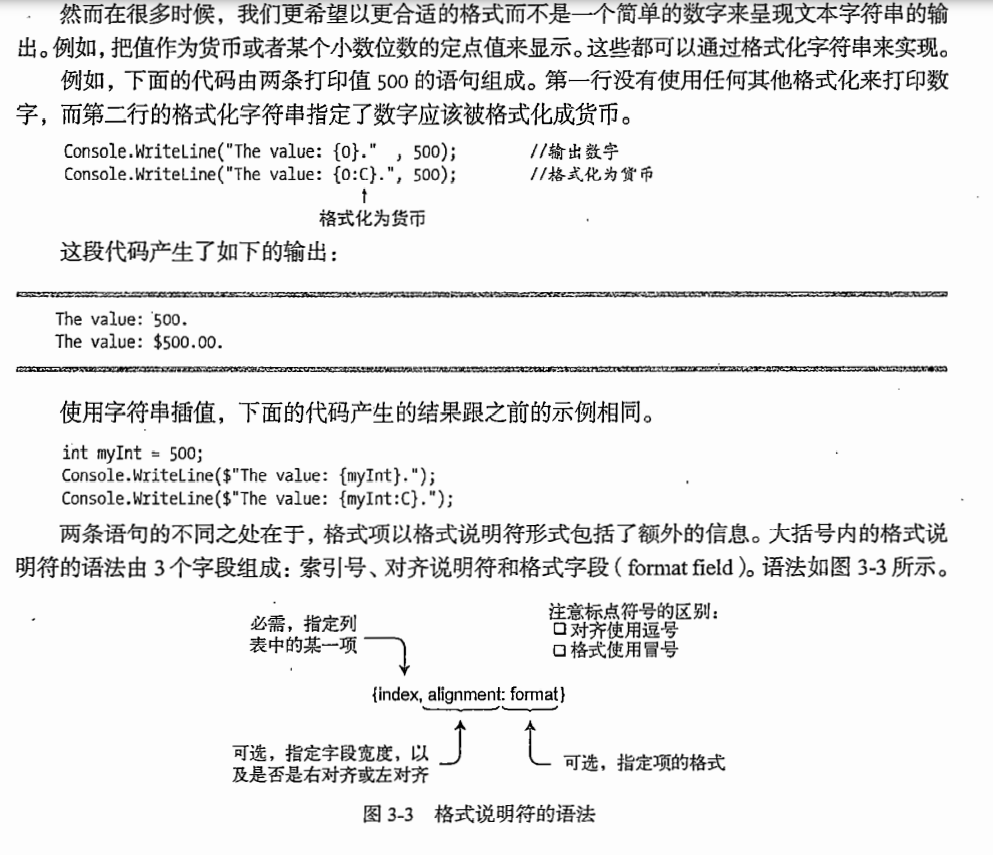 然而在很多时候，我们更希望以更合适的格式而不是一个简单的数字来呈现文本字符串的输
出。例如，把值作为货币或者某个小数位数的定点值来显示。这些都可以通过格式化字符串来实现。
例如，下面的代码由两条打印值 500 的语句组成。第一行没有使用任何其他格式化来打印数
字，而第二行的格式化字符串指定了数字应该被格式化成货币。
Console.WriteLine("The value: {0}." , 500); //输出数字
Console.WriteLine("The value: {0:C}.", 500); //格式化为货币
格式化为货币
这段代码产生了如下的输出：
The value: 500.
The value: $500.00.
使用字符串插值，下面的代码产生的结果跟之前的示例相同。
int myInt = 500;
Console.WriteLine($"The value: {myInt}.");
Console.WriteLine($"The value: {myInt:C}.");
两条语句的不同之处在于，格式项以格式说明符形式包括了额外的信息。大括号内的格式说
明符的语法由 3 个字段组成：索引号、对齐说明符和格式字段（format field）。语法如图 3-3 所示。
必需，指定列
表中的某一项
注意标点符号的区别：
□ 对齐使用逗号
□ 格式使用冒号
{index, alignment: format}
可选，指定字段宽度，以
及是否是右对齐或左对齐
可选，指定项的格式
图 3-3 格式说明符的语法